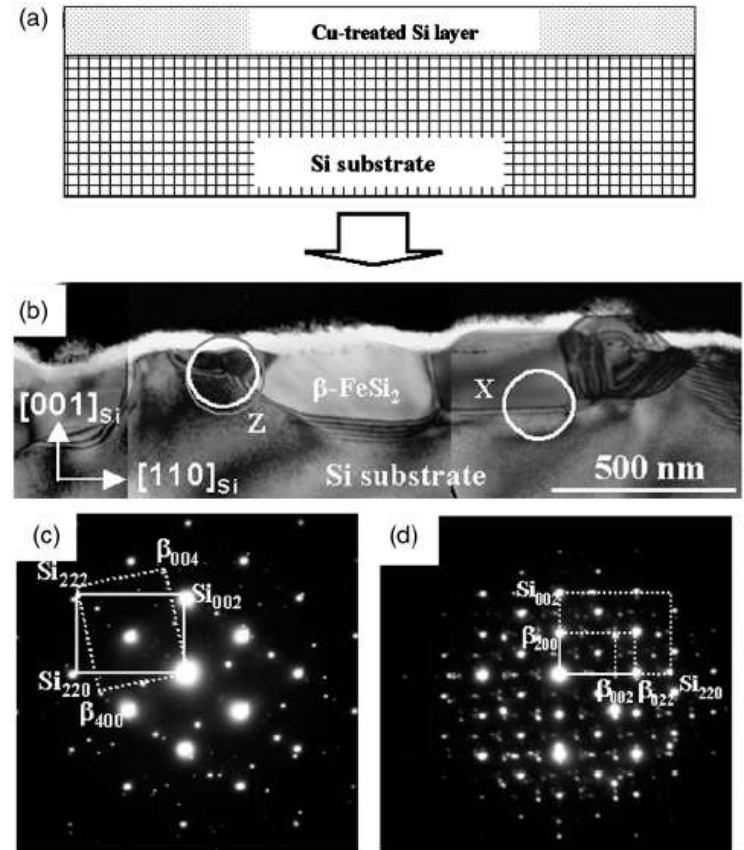 (a)
Cu-treated Si layer
Si substrate
(b)
[001]Si
[110]Si
Z
β-FeSi₂
X
Si substrate
500 nm
(c)
β004
Si222
Si002
Si220
β400
(d)
Si002
β200
β002
β022
Si220